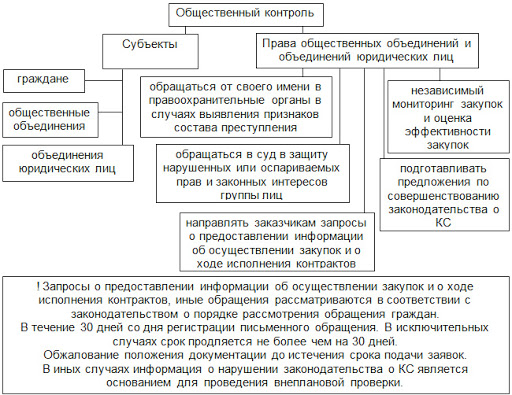 Общественный контроль
Субъекты
Права общественных объединений и
объединений юридических лиц
граждане
общественные
объединения
объединения
юридических лиц
обращаться от своего имени в
правоохранительные органы в
случаях выявления признаков
состава преступления
обращаться в суд в защиту
нарушенных или оспариваемых
прав и законных интересов
группы лиц
направлять заказчикам запросы
о предоставлении информации
об осуществлении закупок и о
ходе исполнения контрактов
независимый
мониторинг закупок
и оценка
эффективности
закупок
подготавливать
предложения по
совершенствованию
законодательства о
КС
! Запросы о предоставлении информации об осуществлении закупок и о ходе
исполнения контрактов, иные обращения рассматриваются в соответствии с
законодательством о порядке рассмотрения обращения граждан.
В течение 30 дней со дня регистрации письменного обращения. В исключительных
случаях срок продляется не более чем на 30 дней.
Обжалование положения документации до истечения срока подачи заявок.
В иных случаях информация о нарушении законодательства о КС является
основанием для проведения внеплановой проверки.